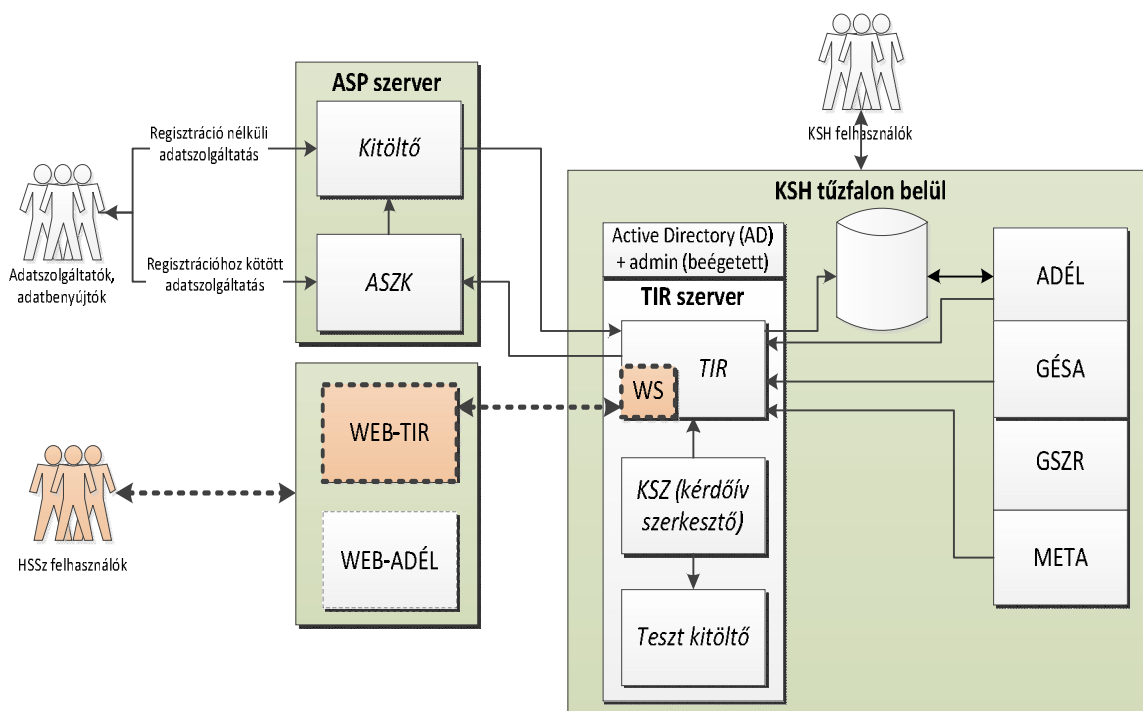 ASP szerver
Kitöltő
Regisztráció nélküli
adatszolgáltatás
Adatszolgáltatók,
adatbenyújtók
Regisztrációhoz kötött
adatszolgáltatás
ASZK
KSH felhasználók
KSH tűzfalon belül
Active Directory (AD)
+ admin (beégetett)
TIR szerver
TIR
WS
ADÉL
GÉSA
GSZR
META
WEB-TIR
WEB-ADÉL
HSSz felhasználók
KSZ (kérdőív
szerkesztő)
Teszt kitöltő